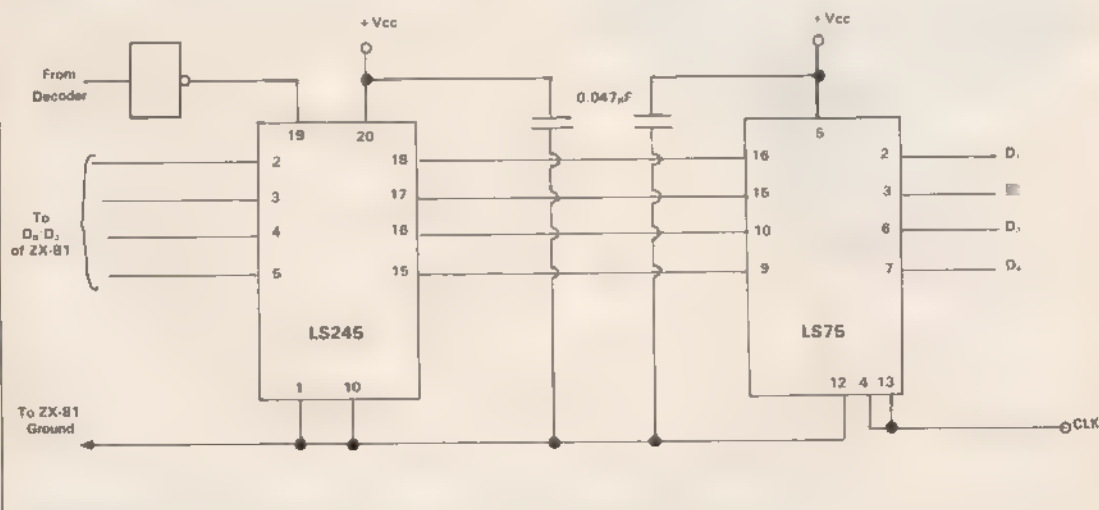 + Vcc
+ Vcc
From
Decoder
0.047μF
19
20
5
2
18
16
2
D₁
3
17
15
3
To
4
16
10
6
D₃
of ZX-81
5
15
9
7
D₄
LS245
LS75
1
10
12
4
13
To ZX-81
Ground
CLK